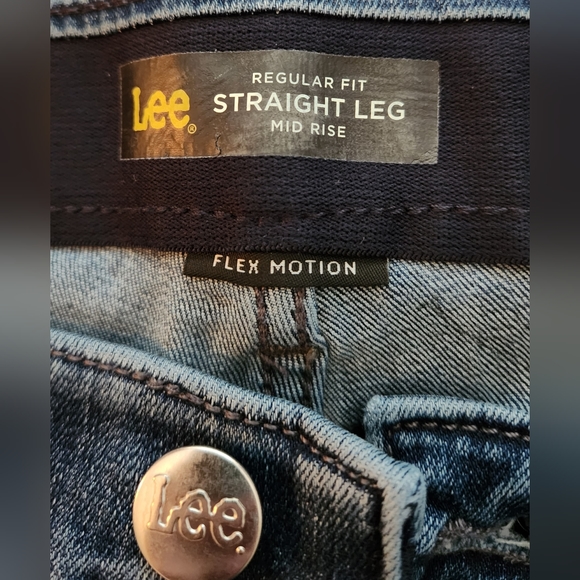 Lee®
REGULAR FIT
STRAIGHT LEG
MID RISE
FLEX MOTION
Lee.